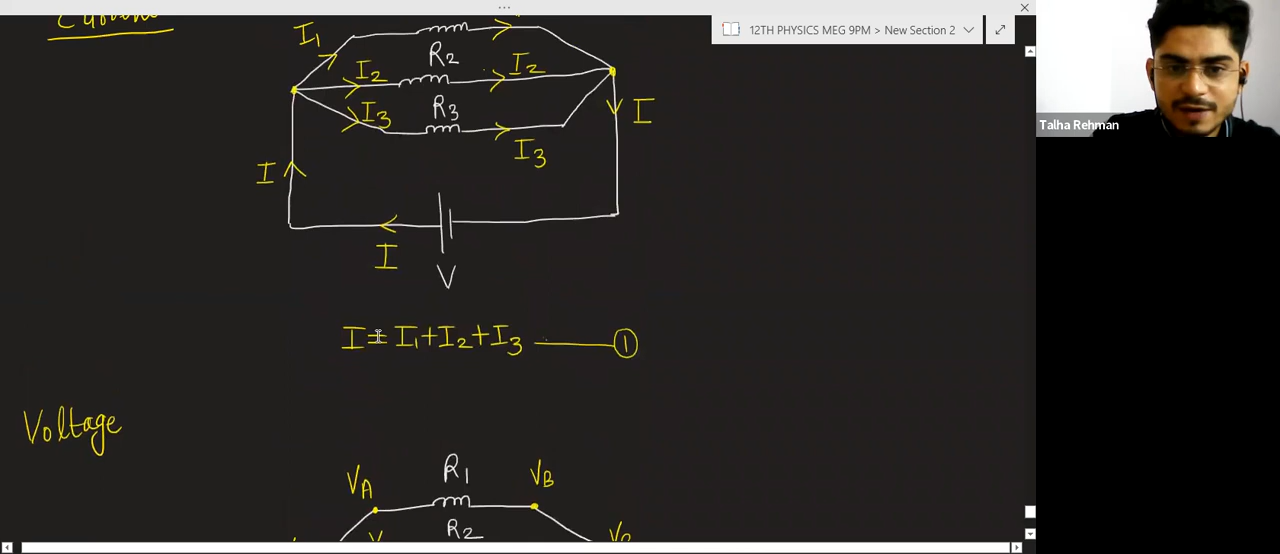 Current
12TH PHYSICS MEG 9PM > New Section 2
I1
R2
I2
I2
R3
I3
I
I3
I
Talha Rehman
I
V
I = I1 + I2 + I3 ——— ①
Voltage
R1
VA
VB
R2